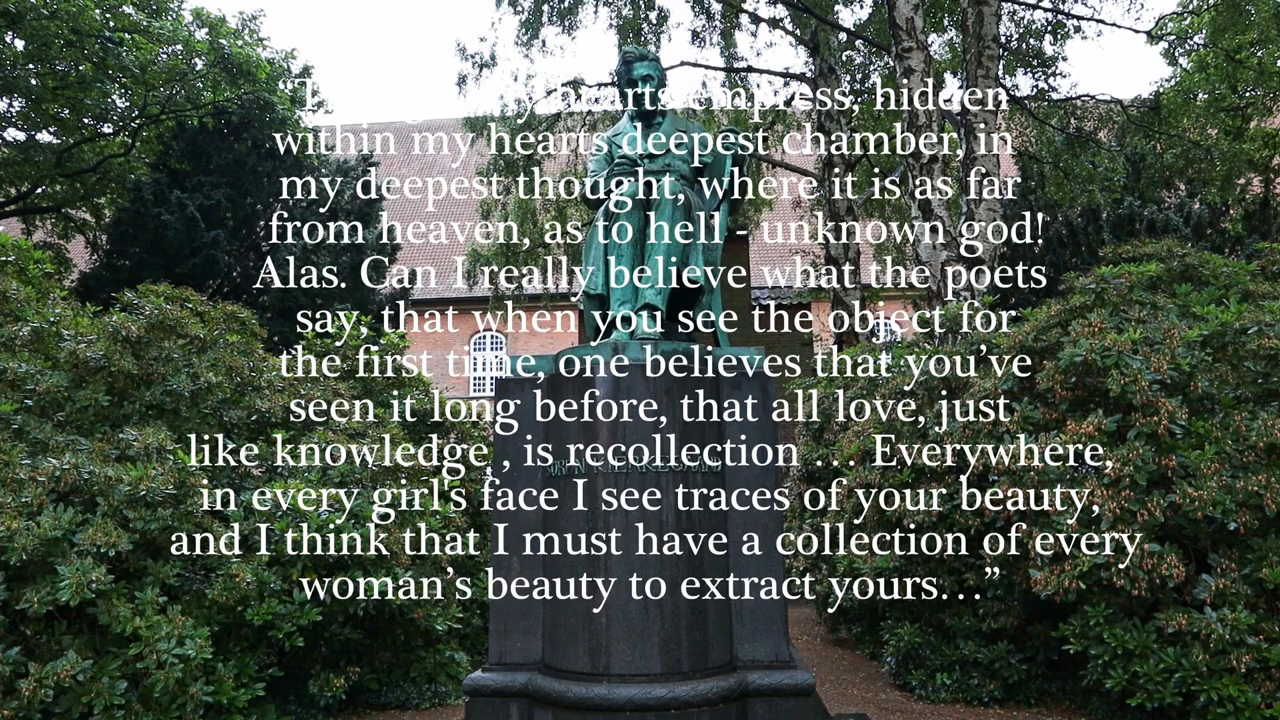 my hearts empress, hidden
within my hearts deepest chamber, in
my deepest thought, where it is as far
from heaven, as to hell - unknown god!
Alas. Can I really believe what the poets
say, that when you see the object for
the first time, one believes that you’ve
seen it long before, that all love, just
like knowledge, , is recollection … Everywhere,
in every girl's face I see traces of your beauty,
and I think that I must have a collection of every
woman’s beauty to extract yours…”
KIERKEGAARD